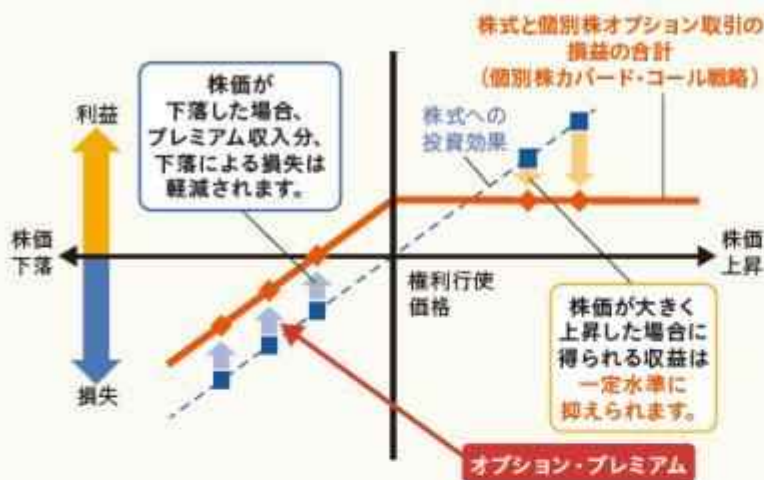 株式と個別株オプション取引の
損益の合計
（個別株カバード・コール戦略）
株価が
下落した場合、
プレミアム収入分、
下落による損失は
軽減されます。
利益
株式への
投資効果
株価
下落
株価
上昇
権利行使
価格
株価が大きく
上昇した場合に
得られる収益は
一定水準に
抑えられます。
損失
オプション・プレミアム